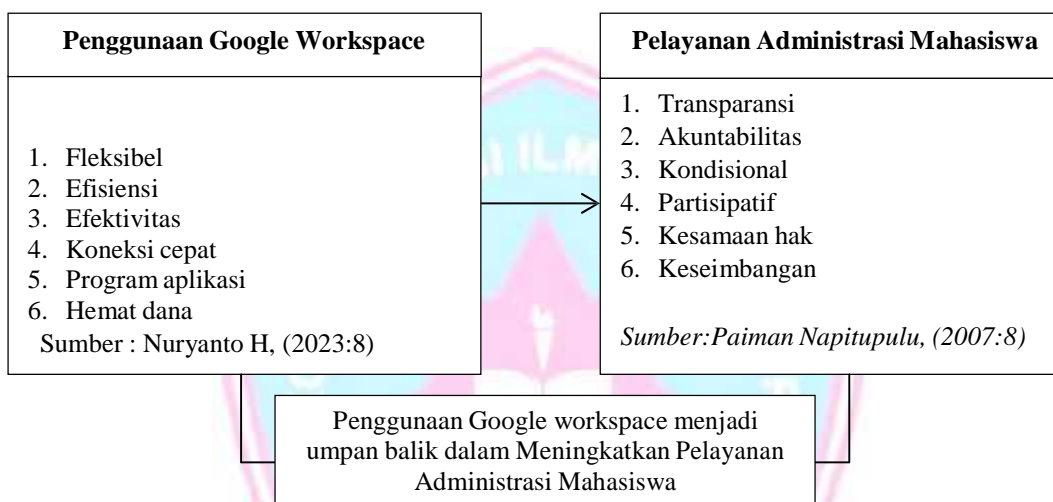 Penggunaan Google Workspace
1. Fleksibel
2. Efisiensi
3. Efektivitas
4. Koneksi cepat
5. Program aplikasi
6. Hemat dana
Sumber : Nuryanto H, (2023:8)
Pelayanan Administrasi Mahasiswa
1. Transparansi
2. Akuntabilitas
3. Kondisional
4. Partisipatif
5. Kesamaan hak
6. Keseimbangan
Sumber:Paiman Napitupulu, (2007:8)
Penggunaan Google workspace menjadi
umpan balik dalam Meningkatkan Pelayanan
Administrasi Mahasiswa